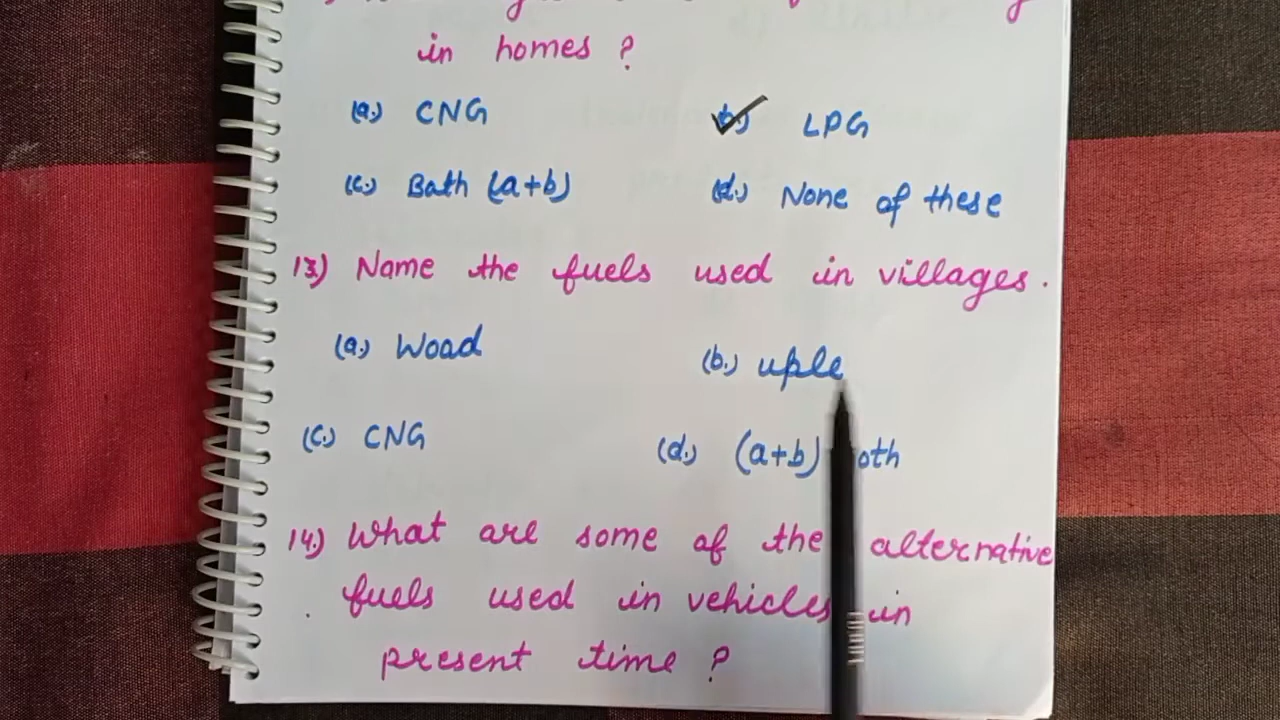 in homes ?
(a.) CNG
(b.) LPG
(c.) Bath (a+b)
(d.) None of these
13.) Name the fuels used in villages.
(a.) Woad
(b.) uple
(c.) CNG
(d.) (a+b) oth
14.) What are some of the alternative
fuels used in vehicles in
present time ?